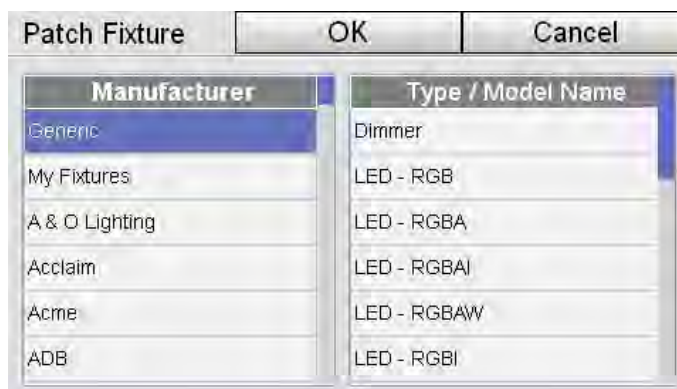 Patch Fixture OK Cancel
Manufacturer Type / Model Name
Generic Dimmer
My Fixtures LED - RGB
A & O Lighting LED - RGBA
Acclaim LED - RGBAI
Acme LED - RGBAW
ADB LED - RGBI